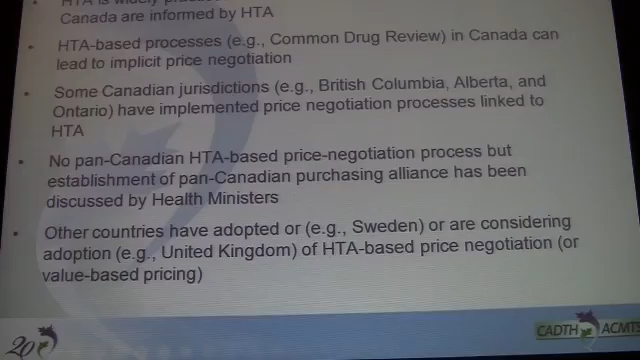 HTA is widely
Canada are informed by HTA
• HTA-based processes (e.g., Common Drug Review) in Canada can
lead to implicit price negotiation
• Some Canadian jurisdictions (e.g., British Columbia, Alberta, and
Ontario) have implemented price negotiation processes linked to
HTA
• No pan-Canadian HTA-based price-negotiation process but
establishment of pan-Canadian purchasing alliance has been
discussed by Health Ministers
• Other countries have adopted or (e.g., Sweden) or are considering
adoption (e.g., United Kingdom) of HTA-based price negotiation (or
value-based pricing)
20
CADTH ACMTS